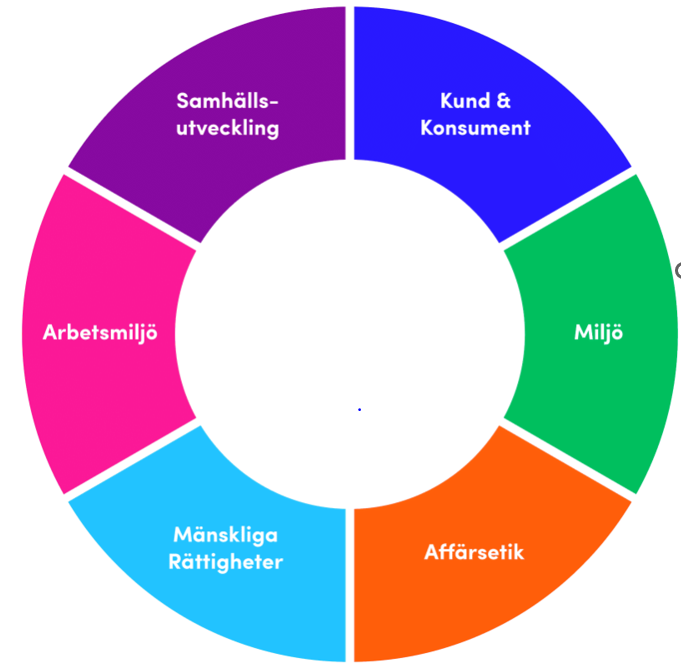 Samhälls-
utveckling
Kund &
Konsument
Arbetsmiljö
Miljö
Mänskliga
Rättigheter
Affärsetik